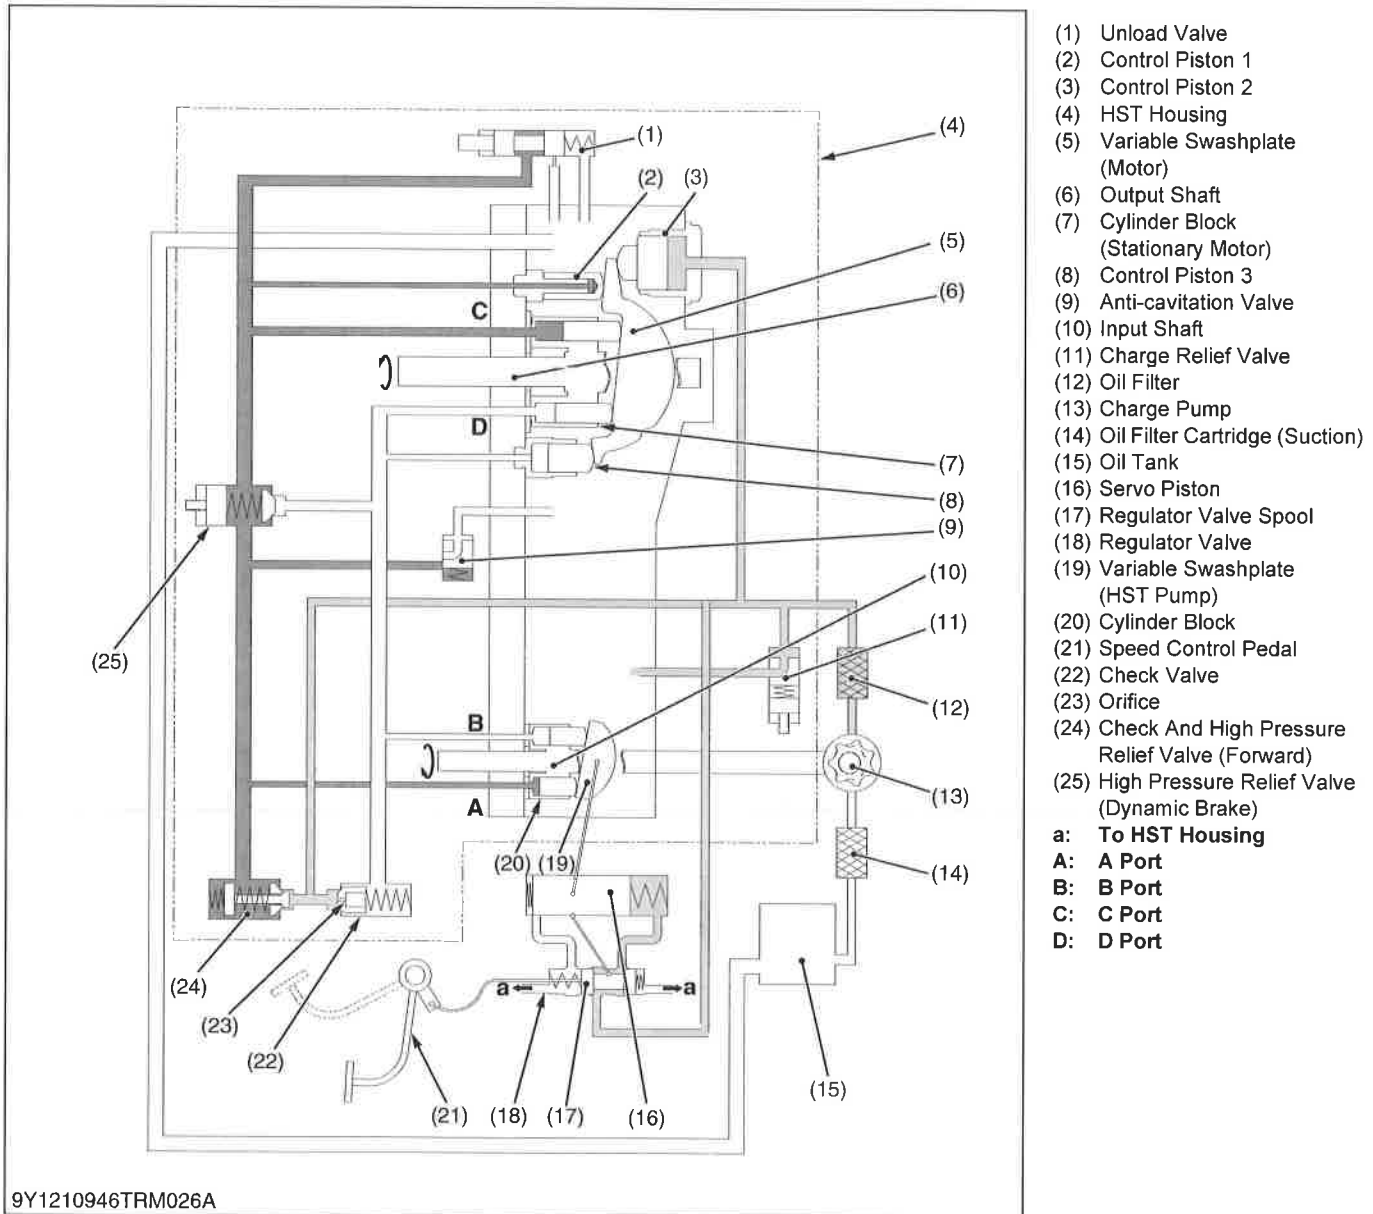 (1)
(2)
(3)
(4)
(5)
(6)
C
D
(7)
(8)
(9)
(10)
(11)
(25)
(12)
B
A
(13)
(20)
(19)
(14)
(24)
(23)
(22)
a
a
(21)
(18)
(17)
(16)
(15)
9Y1210946TRM026A
(1) Unload Valve
(2) Control Piston 1
(3) Control Piston 2
(4) HST Housing
(5) Variable Swashplate
(Motor)
(6) Output Shaft
(7) Cylinder Block
(Stationary Motor)
(8) Control Piston 3
(9) Anti-cavitation Valve
(10) Input Shaft
(11) Charge Relief Valve
(12) Oil Filter
(13) Charge Pump
(14) Oil Filter Cartridge (Suction)
(15) Oil Tank
(16) Servo Piston
(17) Regulator Valve Spool
(18) Regulator Valve
(19) Variable Swashplate
(HST Pump)
(20) Cylinder Block
(21) Speed Control Pedal
(22) Check Valve
(23) Orifice
(24) Check And High Pressure
Relief Valve (Forward)
(25) High Pressure Relief Valve
(Dynamic Brake)
a: To HST Housing
A: A Port
B: B Port
C: C Port
D: D Port